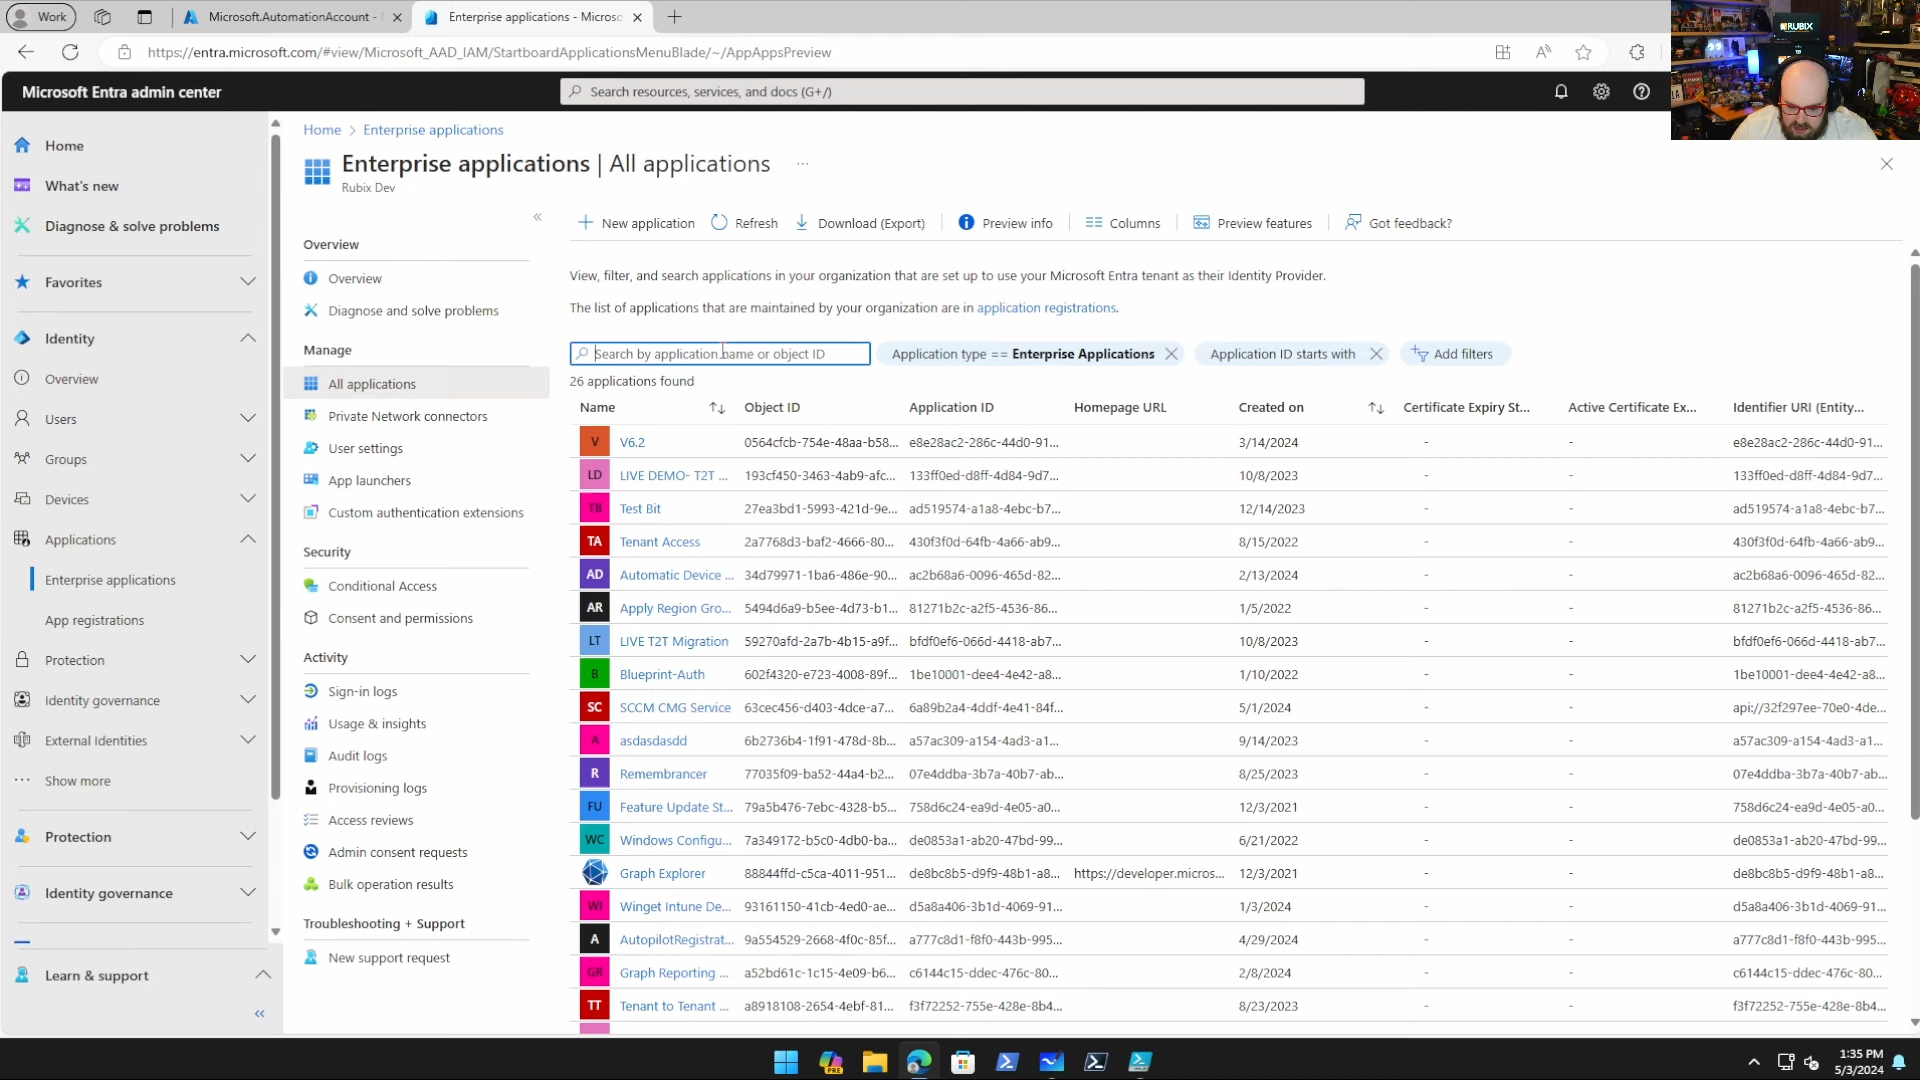 Work
Microsoft.AutomationAccount -
Enterprise applications - Microso
https://entra.microsoft.com/#view/Microsoft_AAD_IAM/StartboardApplicationsMenuBlade/~/AppAppsPreview
RUBIX
Microsoft Entra admin center
Search resources, services, and docs (G+/)
Home
What's new
Diagnose & solve problems
Favorites
Identity
Overview
Users
Groups
Devices
Applications
Enterprise applications
App registrations
Protection
Identity governance
External Identities
Show more
Protection
Identity governance
Learn & support
Home > Enterprise applications
Enterprise applications | All applications
Rubix Dev
Overview
Overview
Diagnose and solve problems
Manage
All applications
Private Network connectors
User settings
App launchers
Custom authentication extensions
Security
Conditional Access
Consent and permissions
Activity
Sign-in logs
Usage & insights
Audit logs
Provisioning logs
Access reviews
Admin consent requests
Bulk operation results
Troubleshooting + Support
New support request
New application Refresh Download (Export) Preview info Columns Preview features Got feedback?
View, filter, and search applications in your organization that are set up to use your Microsoft Entra tenant as their Identity Provider.
The list of applications that are maintained by your organization are in application registrations.
Search by application name or object ID Application type == Enterprise Applications Application ID starts with Add filters
26 applications found
Name Object ID Application ID Homepage URL Created on Certificate Expiry St... Active Certificate Ex... Identifier URI (Entity...
V V6.2 0564cfcb-754e-48aa-b58... e8e28ac2-286c-44d0-91... 3/14/2024 - - e8e28ac2-286c-44d0-91...
LD LIVE DEMO- T2T ... 193cf450-3463-4ab9-afc... 133ff0ed-d8ff-4d84-9d7... 10/8/2023 - - 133ff0ed-d8ff-4d84-9d7...
TB Test Bit 27ea3bd1-5993-421d-9e... ad519574-a1a8-4ebc-b7... 12/14/2023 - - ad519574-a1a8-4ebc-b7...
TA Tenant Access 2a7768d3-baf2-4666-80... 430f3f0d-64fb-4a66-ab9... 8/15/2022 - - 430f3f0d-64fb-4a66-ab9...
AD Automatic Device ... 34d79971-1ba6-486e-90... ac2b68a6-0096-465d-82... 2/13/2024 - - ac2b68a6-0096-465d-82...
AR Apply Region Gro... 5494d6a9-b5ee-4d73-b1... 81271b2c-a2f5-4536-86... 1/5/2022 - - 81271b2c-a2f5-4536-86...
LT LIVE T2T Migration 59270afd-2a7b-4b15-a9f... bfdf0ef6-066d-4418-ab7... 10/8/2023 - - bfdf0ef6-066d-4418-ab7...
B Blueprint-Auth 602f4320-e723-4008-89f... 1be10001-dee4-4e42-a8... 1/10/2022 - - 1be10001-dee4-4e42-a8...
SC SCCM CMG Service 63cec456-d403-4dce-a7... 6a89b2a4-4ddf-4e41-84f... 5/1/2024 - - api://32f297ee-70e0-4de...
A asdasdasdd 6b2736b4-1f91-478d-8b... a57ac309-a154-4ad3-a1... 9/14/2023 - - a57ac309-a154-4ad3-a1...
R Remembrancer 77035f09-ba52-44a4-b2... 07e4ddba-3b7a-40b7-ab... 8/25/2023 - - 07e4ddba-3b7a-40b7-ab...
FU Feature Update St... 79a5b476-7ebc-4328-b5... 758d6c24-ea9d-4e05-a0... 12/3/2021 - - 758d6c24-ea9d-4e05-a0...
WC Windows Configu... 7a349172-b5c0-4db0-ba... de0853a1-ab20-47bd-99... 6/21/2022 - - de0853a1-ab20-47bd-99...
Graph Explorer 88844ffd-c5ca-4011-951... de8bc8b5-d9f9-48b1-a8... https://developer.micros... 12/3/2021 - - de8bc8b5-d9f9-48b1-a8...
WI Winget Intune De... 93161150-41cb-4ed0-ae... d5a8a406-3b1d-4069-91... 1/3/2024 - - d5a8a406-3b1d-4069-91...
A AutopilotRegistrat... 9a554529-2668-4f0c-85f... a777c8d1-f8f0-443b-995... 4/29/2024 - - a777c8d1-f8f0-443b-995...
GR Graph Reporting ... a52bd61c-1c15-4e09-b6... c6144c15-ddec-476c-80... 2/8/2024 - - c6144c15-ddec-476c-80...
TT Tenant to Tenant ... a8918108-2654-4ebf-81... f3f72252-755e-428e-8b4... 8/23/2023 - - f3f72252-755e-428e-8b4...
PRE
1:35 PM
5/3/2024